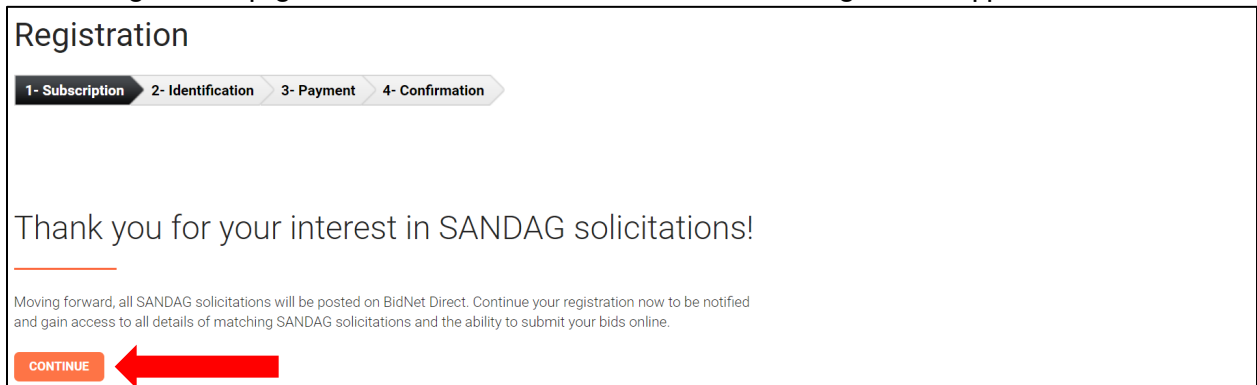 Registration
1- Subscription 2- Identification 3- Payment 4- Confirmation
Thank you for your interest in SANDAG solicitations!
Moving forward, all SANDAG solicitations will be posted on BidNet Direct. Continue your registration now to be notified
and gain access to all details of matching SANDAG solicitations and the ability to submit your bids online.
CONTINUE